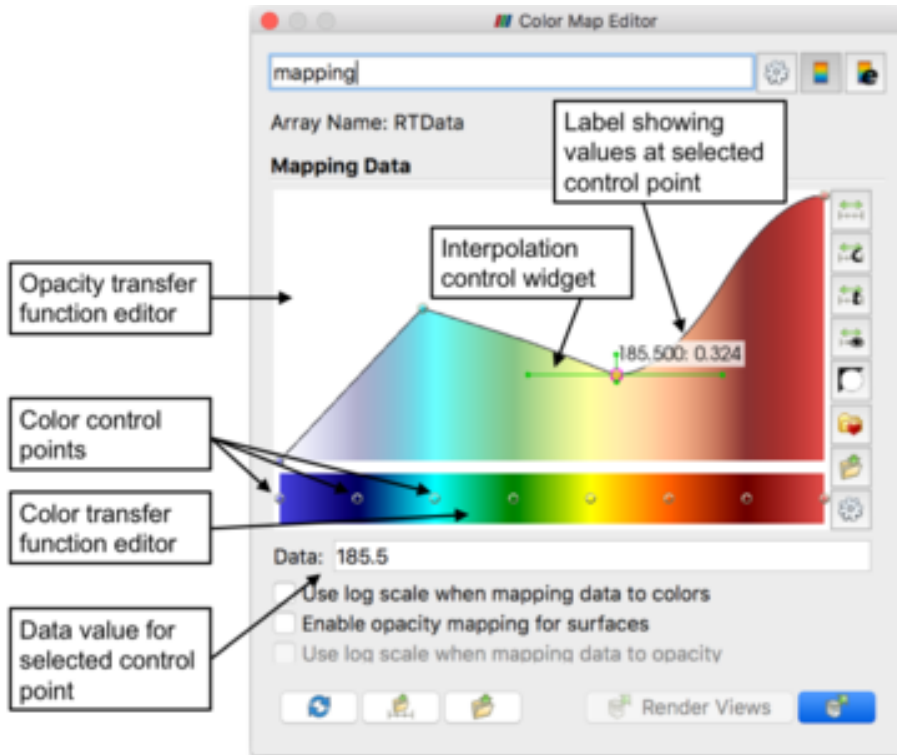 Color Map Editor
mapping
Array Name: RTData
Label showing
values at selected
control point
Mapping Data
Interpolation
control widget
Opacity transfer
function editor
185.500: 0.324
Color control
points
Color transfer
function editor
Data: 185.5
Use log scale when mapping data to colors
Enable opacity mapping for surfaces
Use log scale when mapping data to opacity
Data value for
selected control
point
Render Views